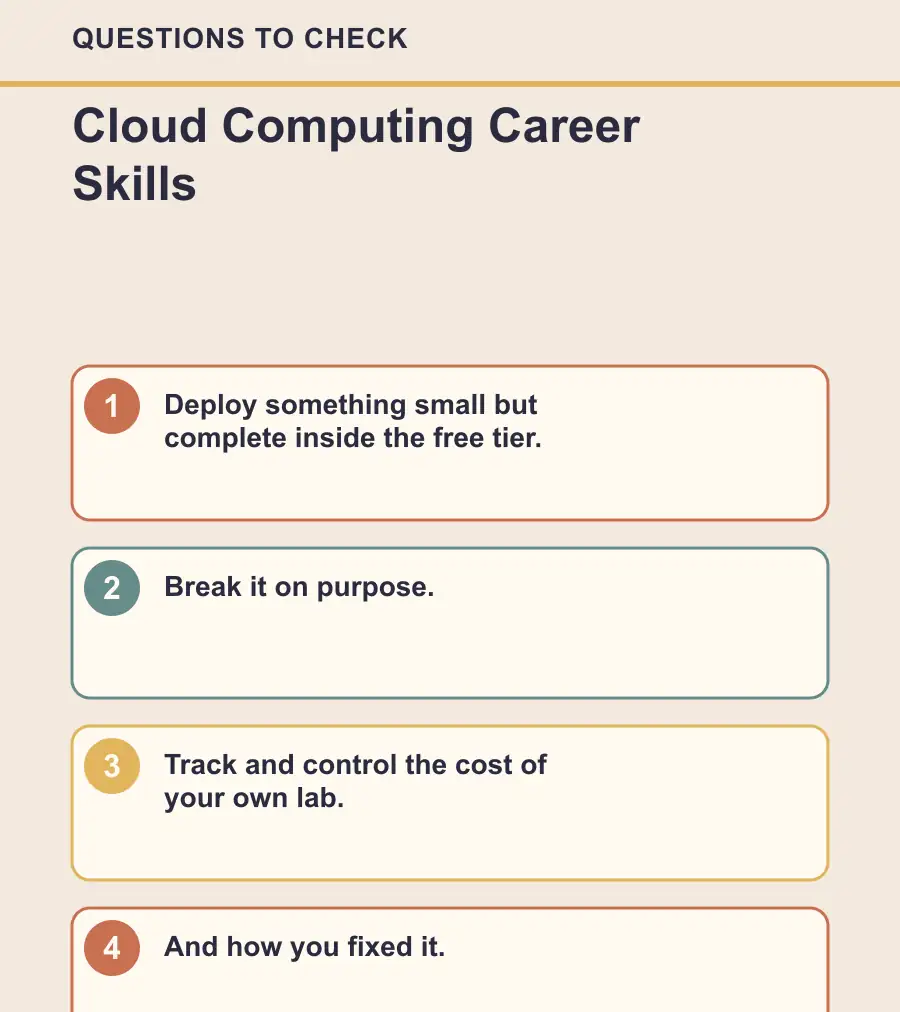 QUESTIONS TO CHECK
Cloud Computing Career
Skills
1
Deploy something small but
complete inside the free tier.
2
Break it on purpose.
3
Track and control the cost of
your own lab.
4
And how you fixed it.